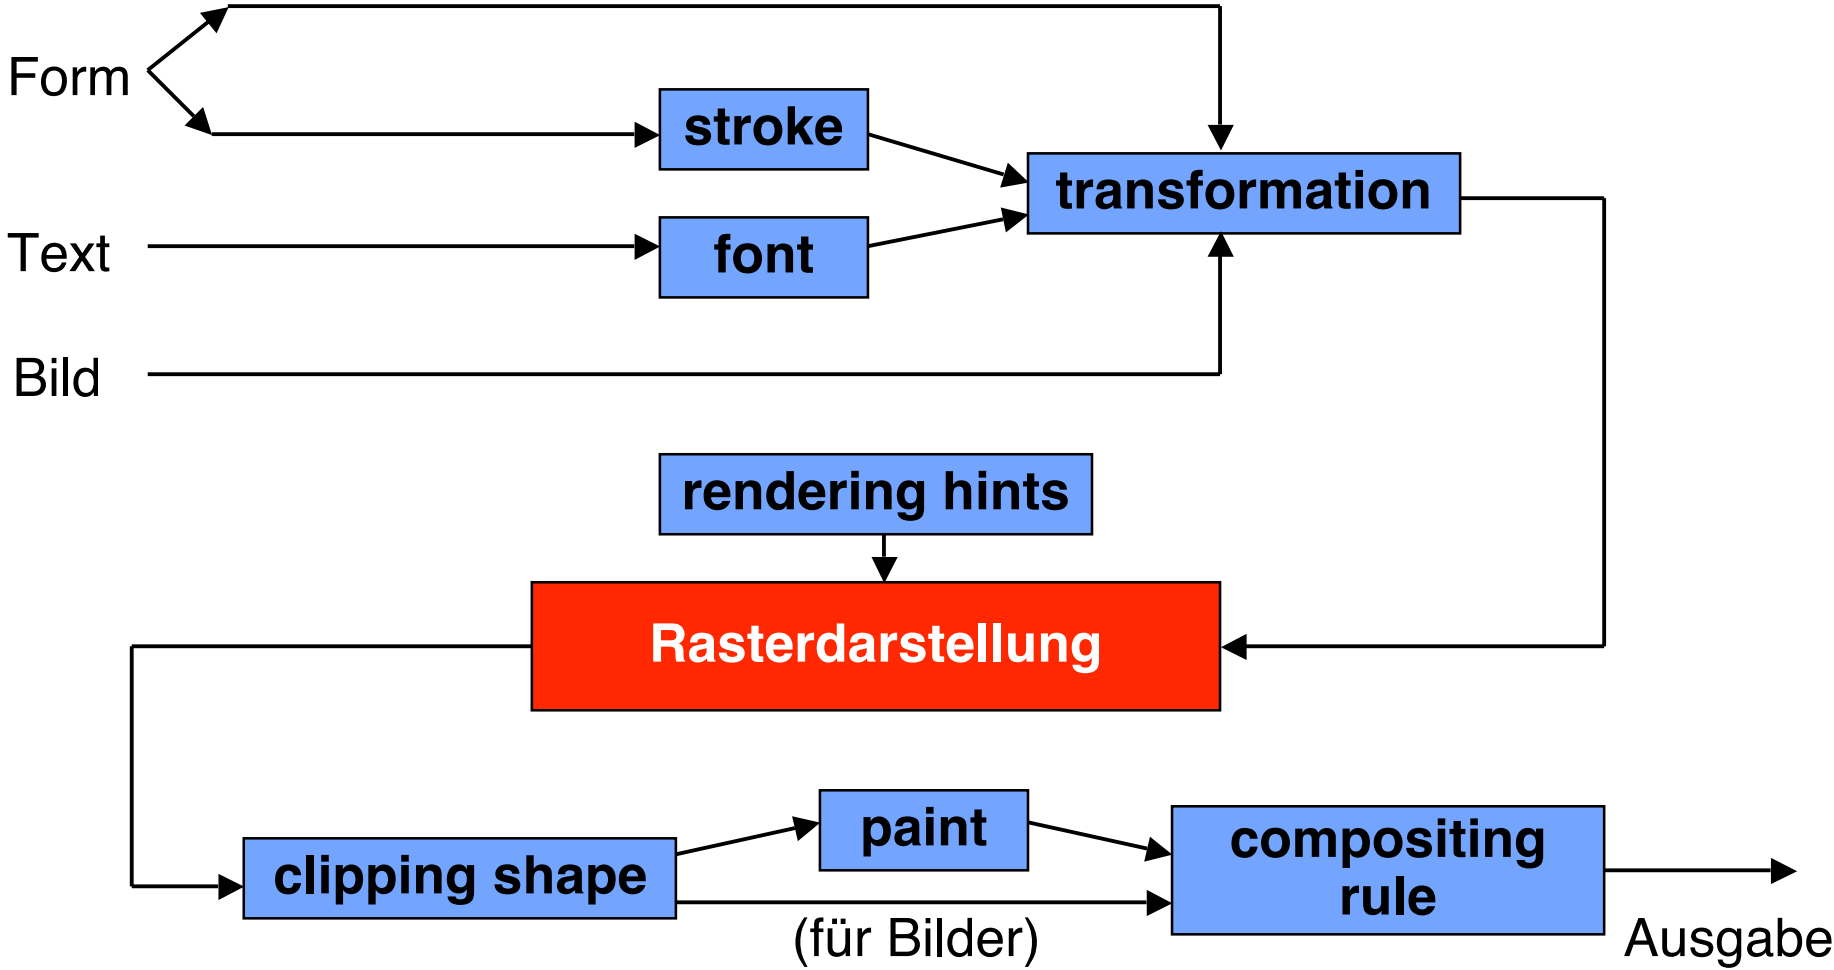 Form
stroke
transformation
Text
font
Bild
rendering hints
Rasterdarstellung
paint
clipping shape
compositing
rule
(für Bilder)
Ausgabe